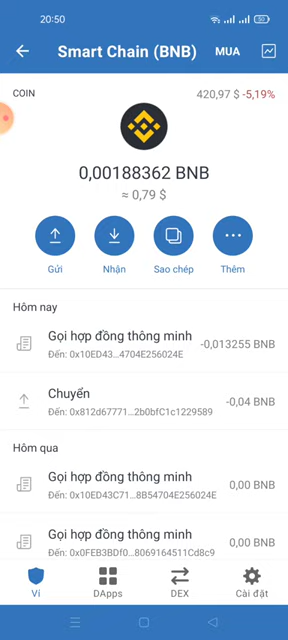 20:50
50
Smart Chain (BNB)
MUA
COIN
420,97 $ -5,19%
0,00188362 BNB
≈ 0,79 $
Gửi
Nhận
Sao chép
Thêm
Hôm nay
Gọi hợp đồng thông minh
-0,013255 BNB
Đến: 0x10ED43...4704E256024E
Chuyển
-0,04 BNB
Đến: 0x812d67771...2b0bfC1c1229589
Hôm qua
Gọi hợp đồng thông minh
0,00 BNB
Đến: 0x10ED43C71...8B54704E256024E
Gọi hợp đồng thông minh
0,00 BNB
Đến: 0x0FEB3BDf0...8069164511Cd8c9
Ví
DApps
DEX
Cài đặt